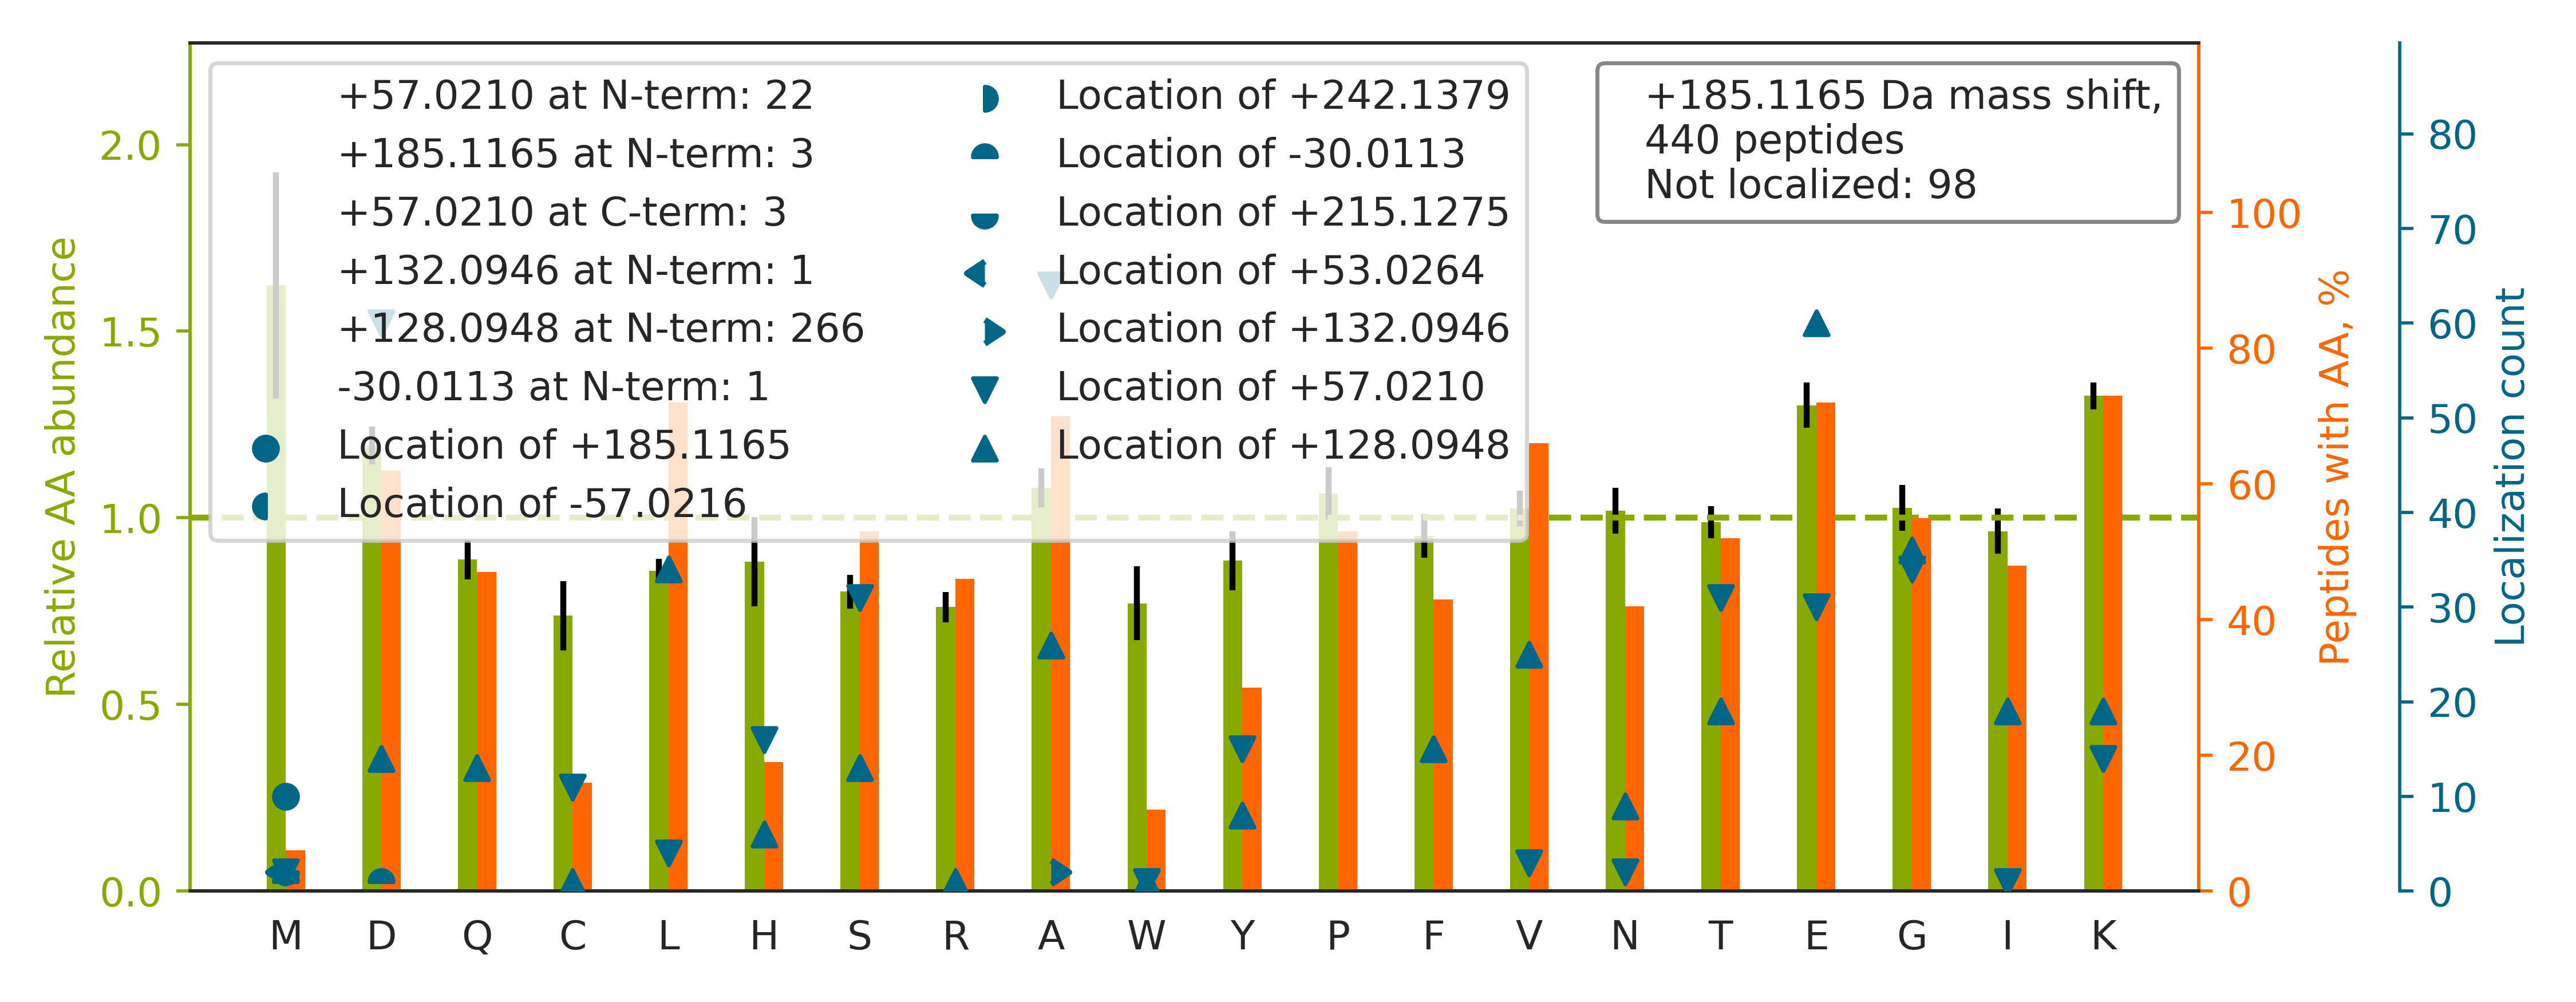 +57.0210 at N-term: 22
+185.1165 at N-term: 3
+57.0210 at C-term: 3
+132.0946 at N-term: 1
+128.0948 at N-term: 266
-30.0113 at N-term: 1
Location of +185.1165
Location of -57.0216
Location of +242.1379
Location of -30.0113
Location of +215.1275
Location of +53.0264
Location of +132.0946
Location of +57.0210
Location of +128.0948
+185.1165 Da mass shift,
440 peptides
Not localized: 98
Relative AA abundance
2.0
1.5
1.0
0.5
0.0
M D Q C L H S R A W Y P F V N T E G I K
100
80
60
40
20
0
Peptides with AA, %
80
70
60
50
40
30
20
10
0
Localization count